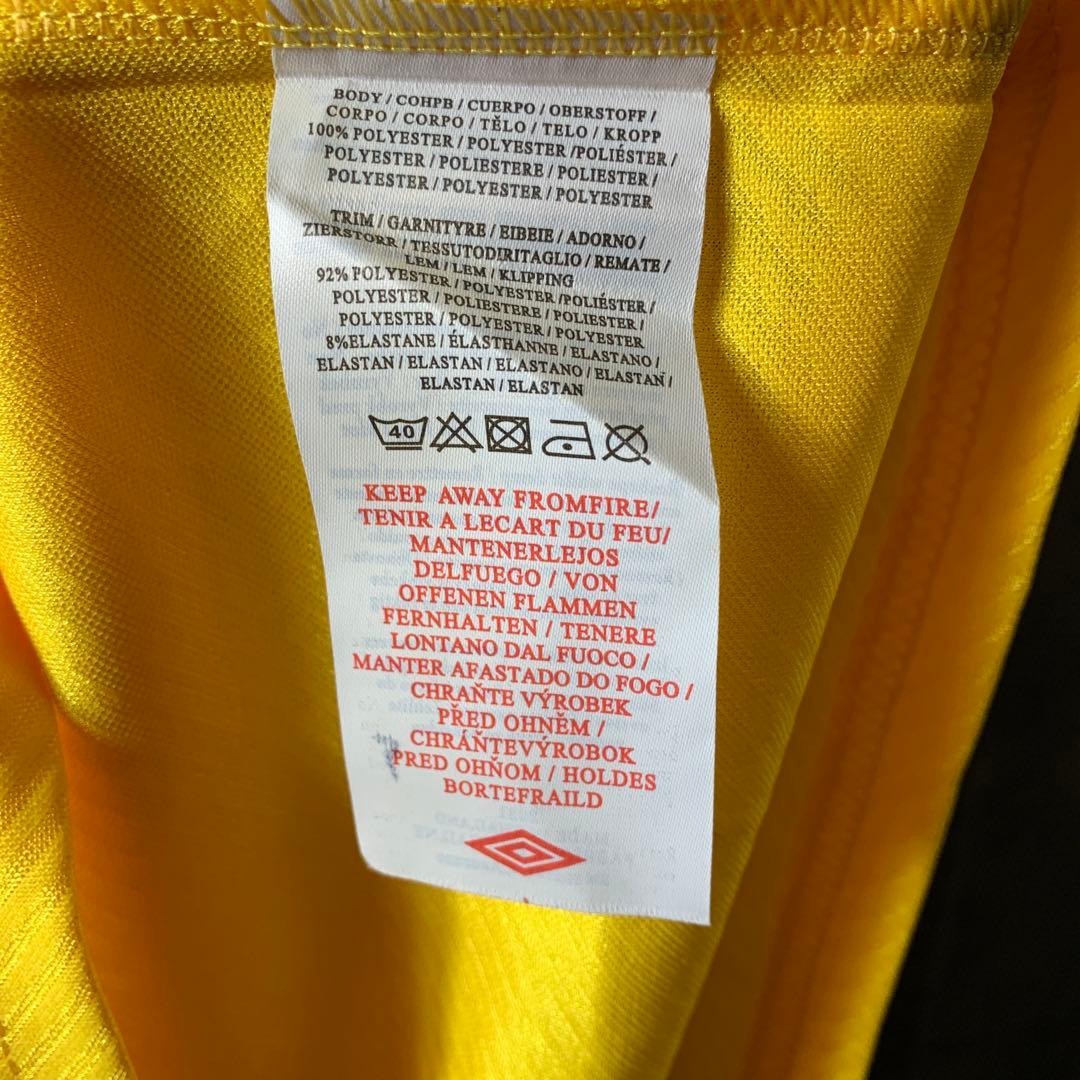 BODY / COHPB / CUERPO / OBERSTOFF /
CORPO / CORPO / TĚLO / TELO / KROPP
100% POLYESTER / POLYESTER /POLIÉSTER /
POLYESTER / POLIESTERE / POLIESTER /
POLYESTER / POLYESTER / POLYESTER
TRIM / GARNITYRE / EIBEIE / ADORNO /
ZIERSTORR / TESSUTODIRITAGLIO / REMATE /
LEM / LEM / KLIPPING
92% POLYESTER / POLYESTER /POLIÉSTER /
POLYESTER / POLIESTERE / POLIESTER /
POLYESTER / POLYESTER / POLYESTER
8%ELASTANE / ÉLASTHANNE / ELASTANO /
ELASTAN / ELASTAN / ELASTANO / ELASTAN /
ELASTAN / ELASTAN
40
KEEP AWAY FROMFIRE/
TENIR A LECART DU FEU/
MANTENERLEJOS
DELFUEGO / VON
OFFENEN FLAMMEN
FERNHALTEN / TENERE
LONTANO DAL FUOCO /
MANTER AFASTADO DO FOGO /
CHRAŇTE VÝROBEK
PŘED OHNĚM /
CHRÁŇTEVÝROBOK
PRED OHŇOM / HOLDES
BORTEFRAILD